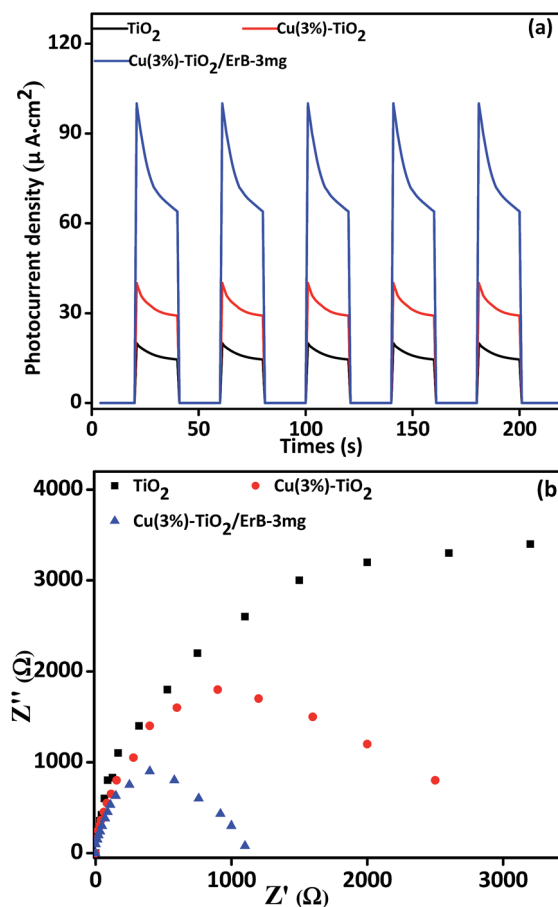 TiO2 Cu(3%)-TiO2 (a)
Cu(3%)-TiO2/ErB-3mg
Photocurrent density (μ A·cm2)
120
90
60
30
0
0 50 100 150 200
Times (s)
TiO2 Cu(3%)-TiO2 (b)
Cu(3%)-TiO2/ErB-3mg
Z'' (Ω)
4000
3000
2000
1000
0
0 1000 2000 3000
Z' (Ω)